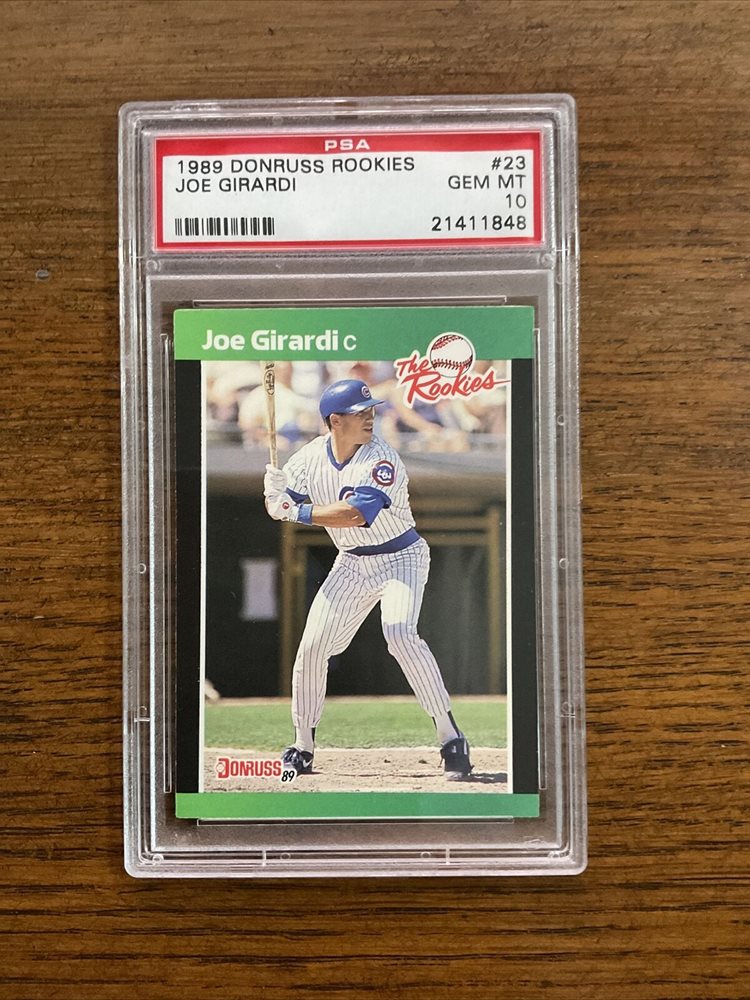 PSA
1989 DONRUSS ROOKIES #23
JOE GIRARDI GEM MT
10
21411848
Joe Girardi C
The
Rookies
DONRUSS
89